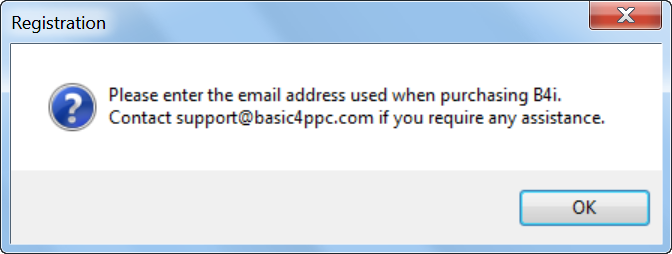 Registration
Please enter the email address used when purchasing B4i.
Contact support@basic4ppc.com if you require any assistance.
OK